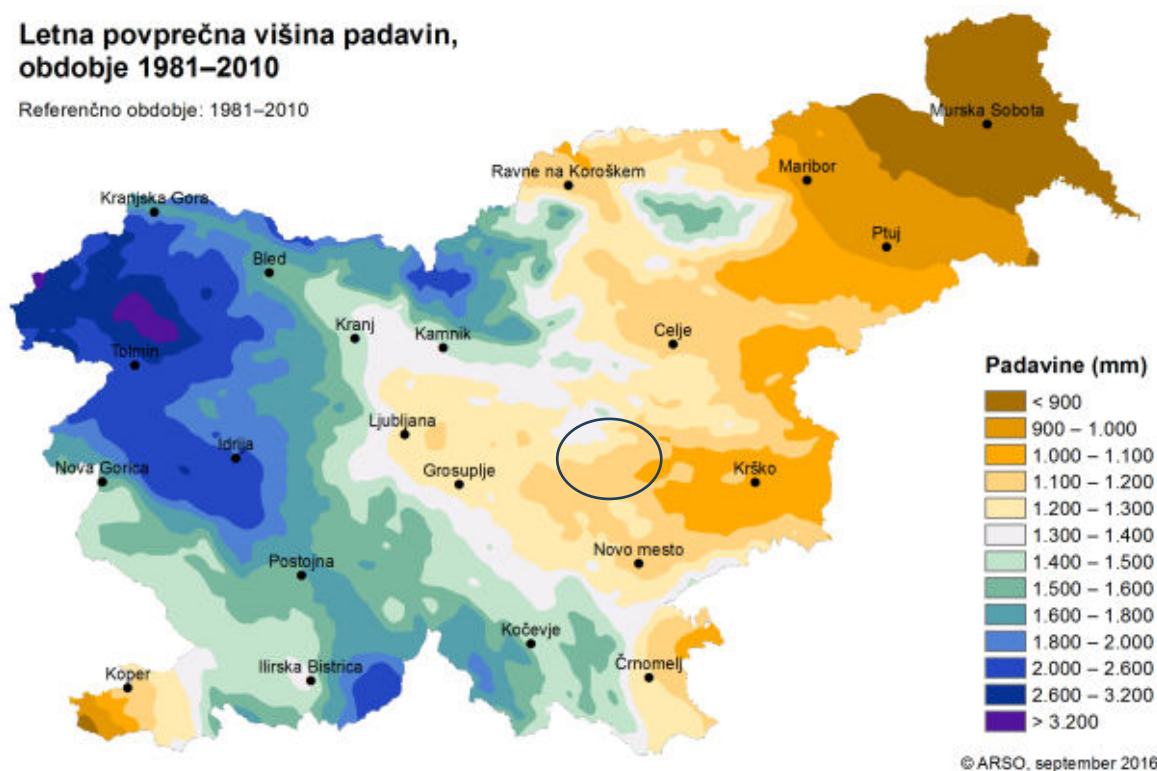 Letna povprečna višina padavin,
obdobje 1981–2010
Referenčno obdobje: 1981–2010
Murska Sobota
Ravne na Koroškem
Maribor
Kranjska Gora
Ptuj
Bled
Kranj
Kamnik
Celje
Tolmin
Ljubljana
Idrija
Nova Gorica
Grosuplje
Krško
Novo mesto
Postojna
Kočevje
Ilirska Bistrica
Črnomelj
Koper
Padavine (mm)
< 900
900 – 1.000
1.000 – 1.100
1.100 – 1.200
1.200 – 1.300
1.300 – 1.400
1.400 – 1.500
1.500 – 1.600
1.600 – 1.800
1.800 – 2.000
2.000 – 2.600
2.600 – 3.200
> 3.200
© ARSO, september 2016